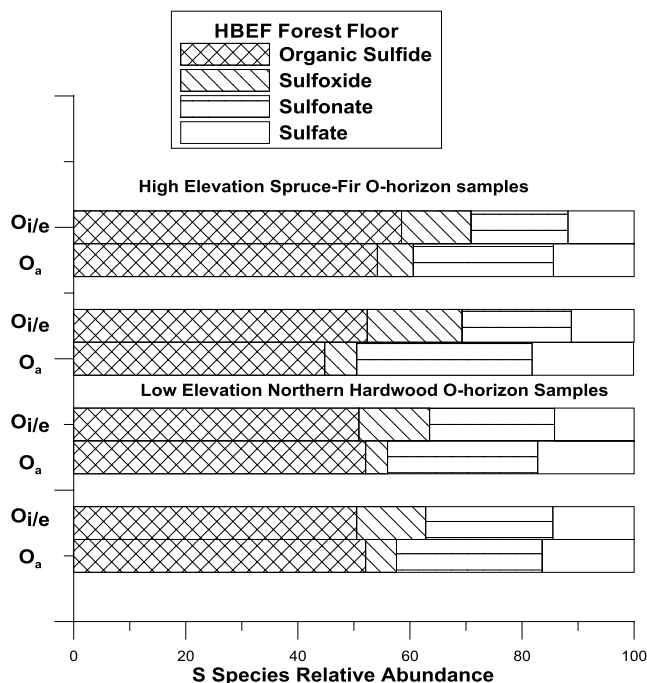 HBEF Forest Floor
Organic Sulfide
Sulfoxide
Sulfonate
Sulfate
High Elevation Spruce-Fir O-horizon samples
Oi/e
Oa
Oi/e
Oa
Low Elevation Northern Hardwood O-horizon Samples
Oi/e
Oa
Oi/e
Oa
0 20 40 60 80 100
S Species Relative Abundance